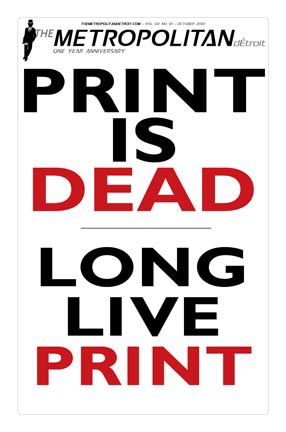 THEMETROPOLITANDETROIT.COM - VOL. 02 NO. 01 - OCTOBER 2010
THE METROPOLITAN dÉtroit
ONE YEAR ANNIVERSARY
PRINT
IS
DEAD
LONG
LIVE
PRINT